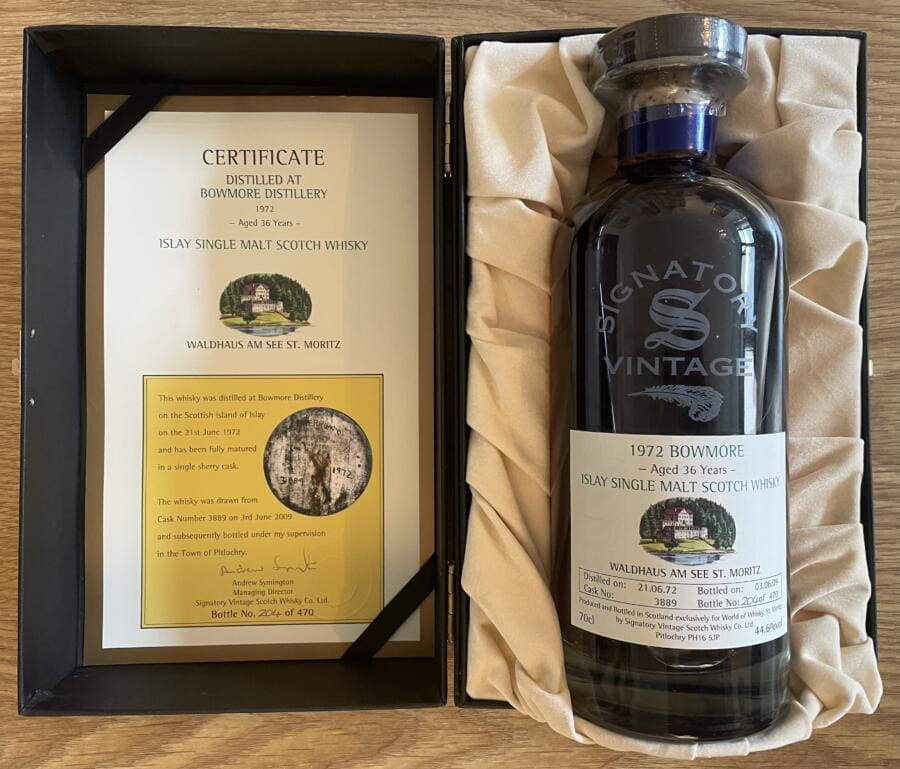 CERTIFICATE
DISTILLED AT
BOWMORE DISTILLERY
1972
– Aged 36 Years –
ISLAY SINGLE MALT SCOTCH WHISKY
WALDHAUS AM SEE ST. MORITZ
This whisky was distilled at Bowmore Distillery
on the Scottish island of Islay
on the 21st June 1972
and has been fully matured
in a single sherry cask.
The whisky was drawn from
Cask Number 3889 on 3rd June 2009
and subsequently bottled under my supervision
in the Town of Pitlochry.
Andrew Symington
Managing Director
Signatory Vintage Scotch Whisky Co. Ltd.
Bottle No. 204 of 470
3889
1972
SIGNATORY
S
VINTAGE
1972 BOWMORE
– Aged 36 Years –
ISLAY SINGLE MALT SCOTCH WHISKY
WALDHAUS AM SEE ST. MORITZ
Distilled on: 21.06.72 Bottled on: 03.06.09
Cask No: 3889 Bottle No: 204 of 470
Produced and Bottled in Scotland exclusively for World of Whisky, St. Moritz
by Signatory Vintage Scotch Whisky Co. Ltd.
70cl Pitlochry PH16 5JP 44.6%vol